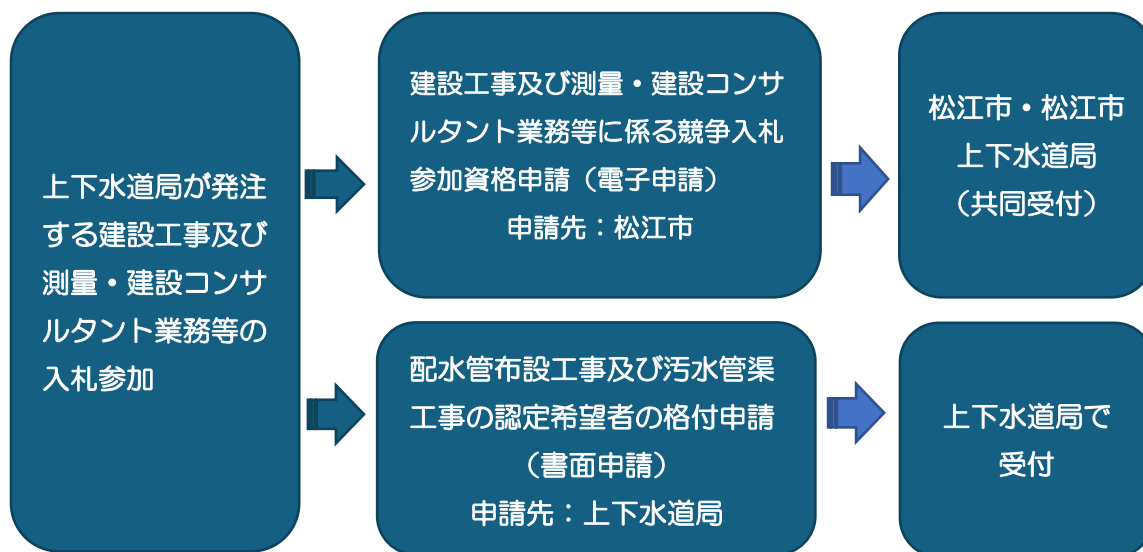 上下水道局が発注
する建設工事及び
測量・建設コンサ
ルタント業務等の
入札参加
建設工事及び測量・建設コンサ
ルタント業務等に係る競争入札
参加資格申請（電子申請）
申請先：松江市
松江市・松江市
上下水道局
（共同受付）
配水管布設工事及び汚水管渠
工事の認定希望者の格付申請
（書面申請）
申請先：上下水道局
上下水道局で
受付